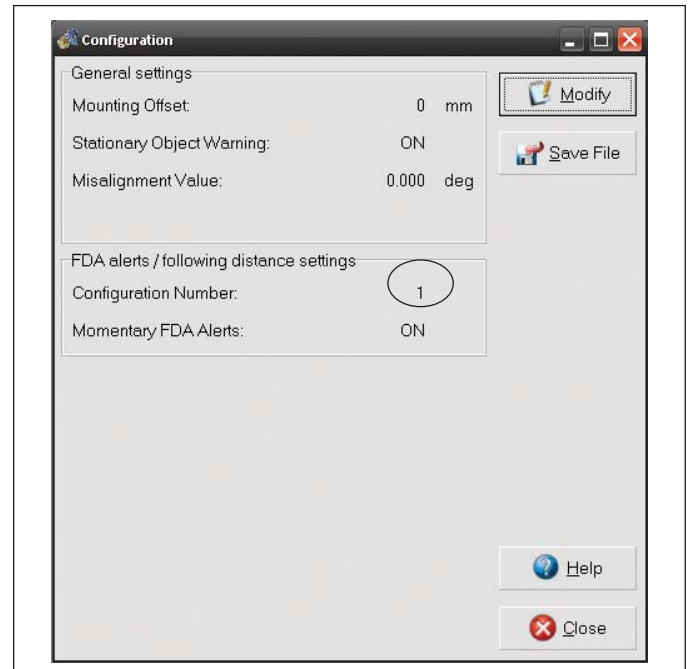 Configuration
General settings
Mounting Offset: 0 mm
Stationary Object Warning: ON
Misalignment Value: 0.000 deg
FDA alerts / following distance settings
Configuration Number: 1
Momentary FDA Alerts: ON
Modify
Save File
Help
Close